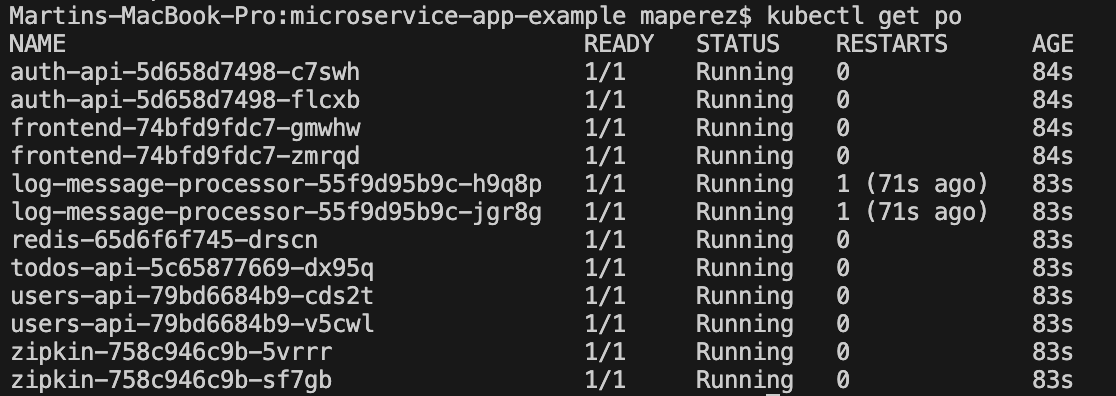 Martins-MacBook-Pro:microservice-app-example maperez$ kubectl get po
NAME READY STATUS RESTARTS AGE
auth-api-5d658d7498-c7swh 1/1 Running 0 84s
auth-api-5d658d7498-flcxb 1/1 Running 0 84s
frontend-74bfd9fdc7-gmwhw 1/1 Running 0 84s
frontend-74bfd9fdc7-zmrqd 1/1 Running 0 84s
log-message-processor-55f9d95b9c-h9q8p 1/1 Running 1 (71s ago) 83s
log-message-processor-55f9d95b9c-jgr8g 1/1 Running 1 (71s ago) 83s
redis-65d6f6f745-drscn 1/1 Running 0 83s
todos-api-5c65877669-dx95q 1/1 Running 0 83s
users-api-79bd6684b9-cds2t 1/1 Running 0 83s
users-api-79bd6684b9-v5cwl 1/1 Running 0 83s
zipkin-758c946c9b-5vrrr 1/1 Running 0 83s
zipkin-758c946c9b-sf7gb 1/1 Running 0 83s